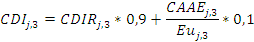 CDI_{j,3} = CDIR_{j,3} * 0,9 + \frac{CAAE_{j,3}}{Eu_{j,3}} * 0,1